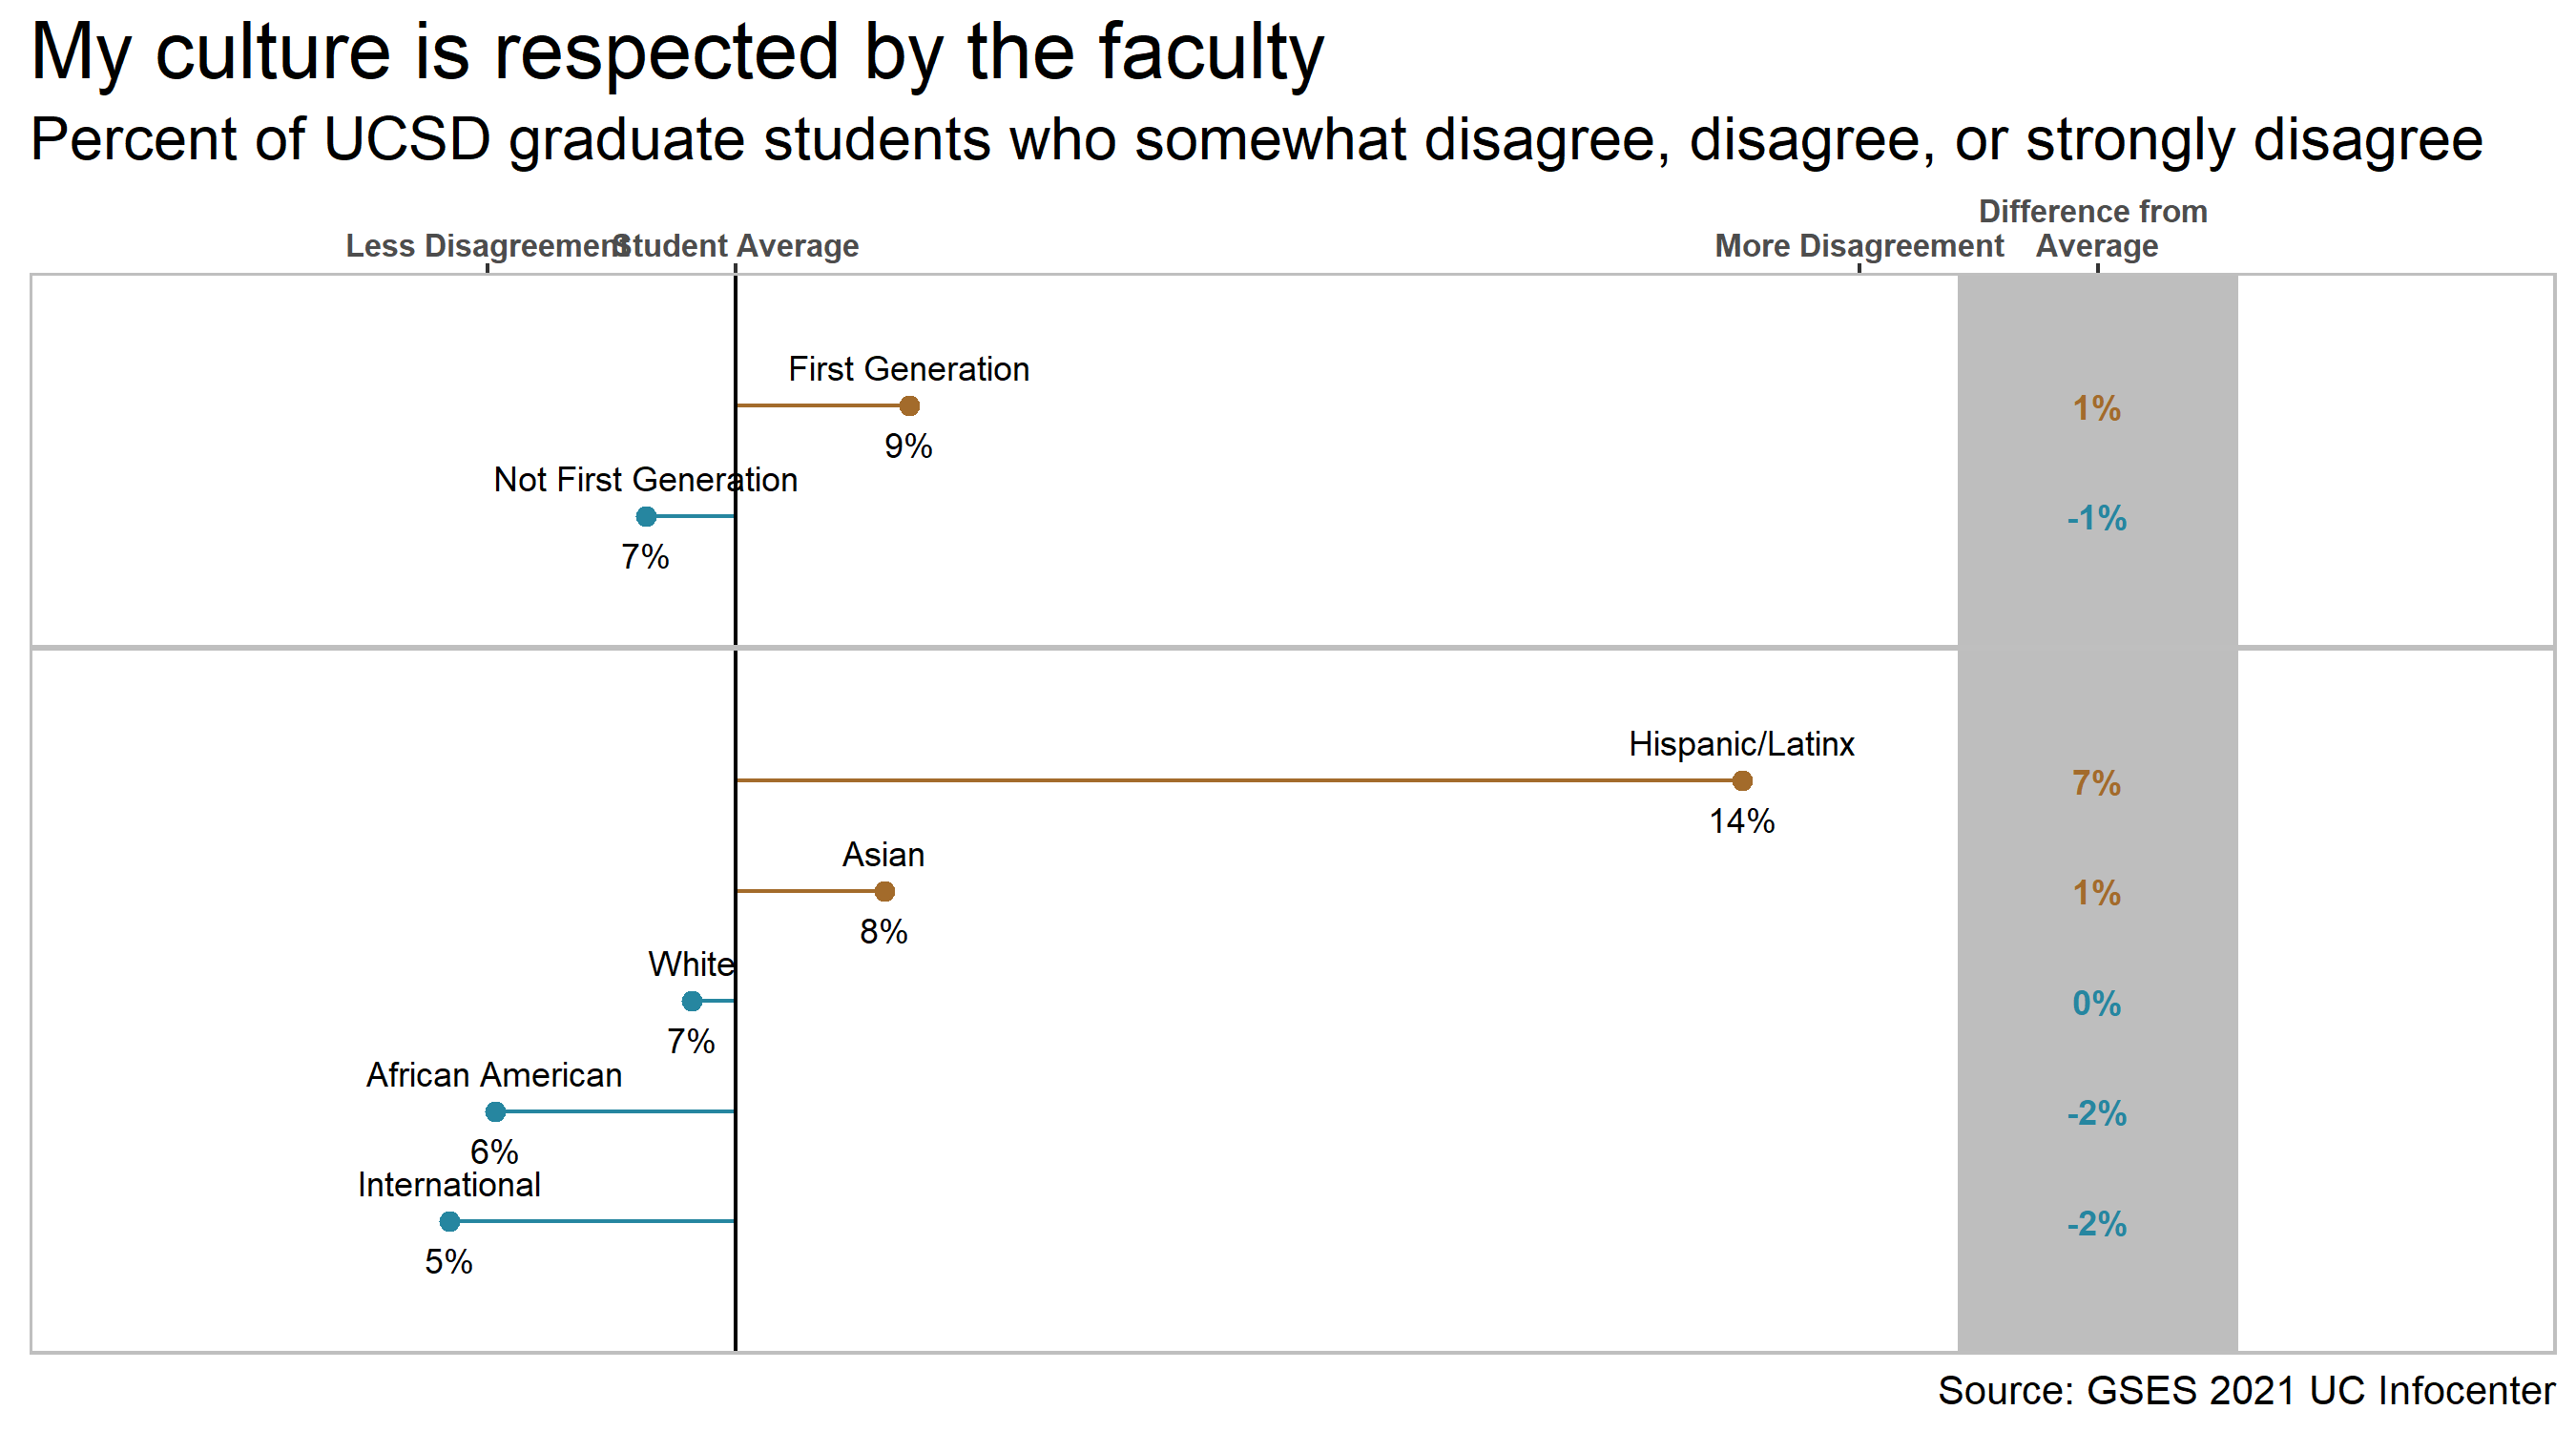 My culture is respected by the faculty
Percent of UCSD graduate students who somewhat disagree, disagree, or strongly disagree
Less Disagreement
Student Average
More Disagreement
Difference from
Average
First Generation
9%
1%
Not First Generation
7%
-1%
Hispanic/Latinx
14%
7%
Asian
8%
1%
White
7%
0%
African American
6%
-2%
International
5%
-2%
Source: GSES 2021 UC Infocenter